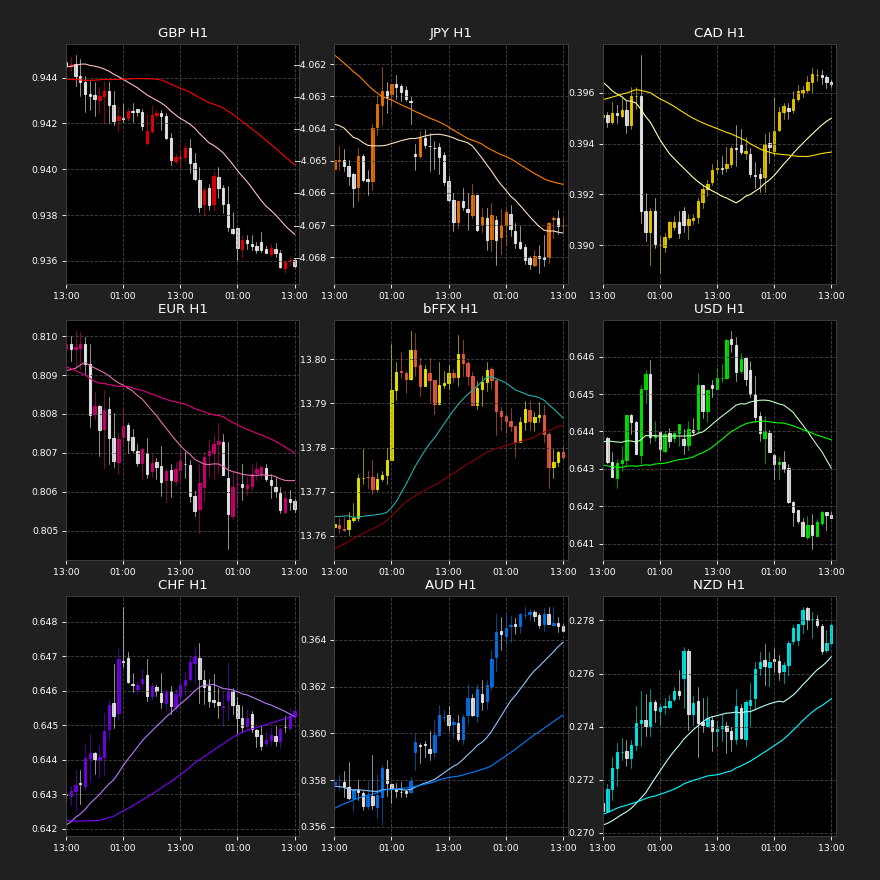 GBP H1
0.944
0.942
0.940
0.938
0.936
13:00 01:00 13:00 01:00 13:00
JPY H1
−4.062
−4.063
−4.064
−4.065
−4.066
−4.067
−4.068
13:00 01:00 13:00 01:00 13:00
CAD H1
0.396
0.394
0.392
0.390
13:00 01:00 13:00 01:00 13:00
EUR H1
0.810
0.809
0.808
0.807
0.806
0.805
13:00 01:00 13:00 01:00 13:00
bFFX H1
13.80
13.79
13.78
13.77
13.76
13:00 01:00 13:00 01:00 13:00
USD H1
0.646
0.645
0.644
0.643
0.642
0.641
13:00 01:00 13:00 01:00 13:00
CHF H1
0.648
0.647
0.646
0.645
0.644
0.643
0.642
13:00 01:00 13:00 01:00 13:00
AUD H1
0.364
0.362
0.360
0.358
0.356
13:00 01:00 13:00 01:00 13:00
NZD H1
0.278
0.276
0.274
0.272
0.270
13:00 01:00 13:00 01:00 13:00